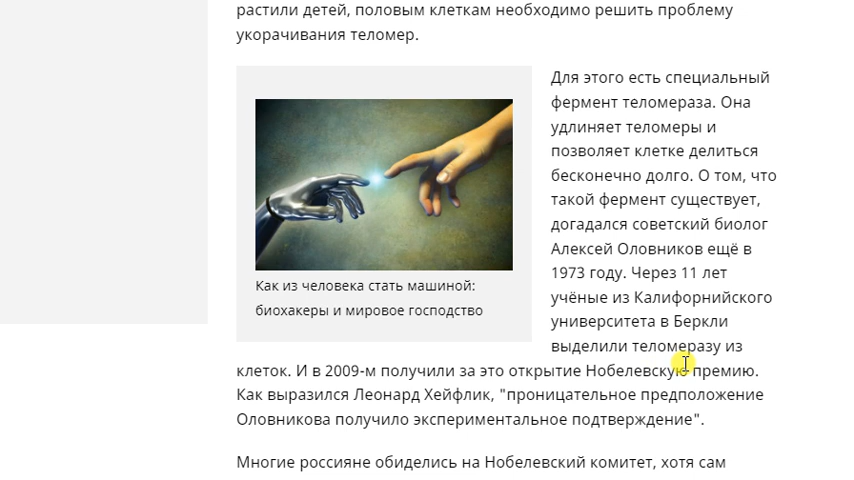 растили детей, половым клеткам необходимо решить проблему
укорачивания теломер.
Как из человека стать машиной:
биохакеры и мировое господство
Для этого есть специальный
фермент теломераза. Она
удлиняет теломеры и
позволяет клетке делиться
бесконечно долго. О том, что
такой фермент существует,
догадался советский биолог
Алексей Оловников ещё в
1973 году. Через 11 лет
учёные из Калифорнийского
университета в Беркли
выделили теломеразу из
клеток. И в 2009-м получили за это открытие Нобелевскую премию.
Как выразился Леонард Хейфлик, "проницательное предположение
Оловникова получило экспериментальное подтверждение".
Многие россияне обиделись на Нобелевский комитет, хотя сам